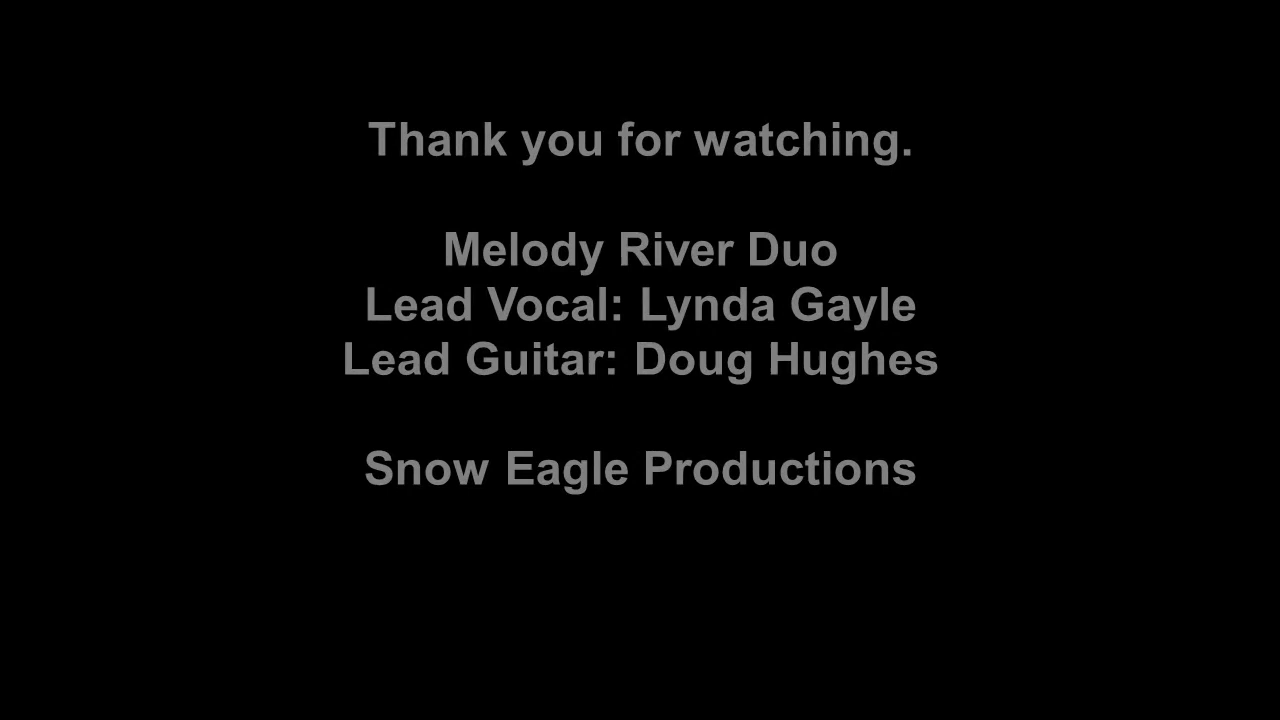 Thank you for watching.
Melody River Duo
Lead Vocal: Lynda Gayle
Lead Guitar: Doug Hughes
Snow Eagle Productions